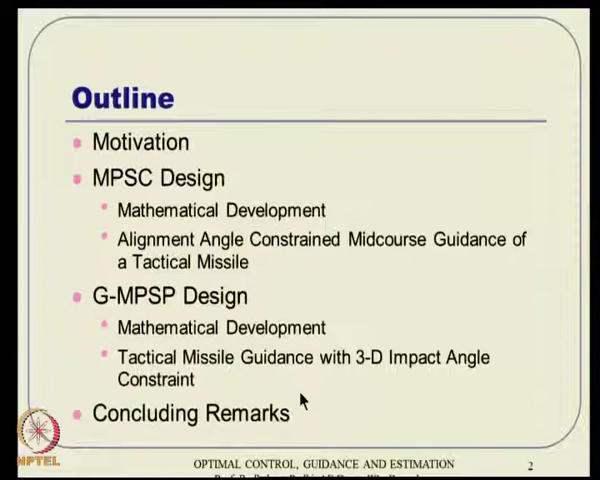 Outline
Motivation
MPSC Design
Mathematical Development
Alignment Angle Constrained Midcourse Guidance of
a Tactical Missile
G-MPSP Design
Mathematical Development
Tactical Missile Guidance with 3-D Impact Angle
Constraint
Concluding Remarks
NPTEL
OPTIMAL CONTROL, GUIDANCE AND ESTIMATION
2